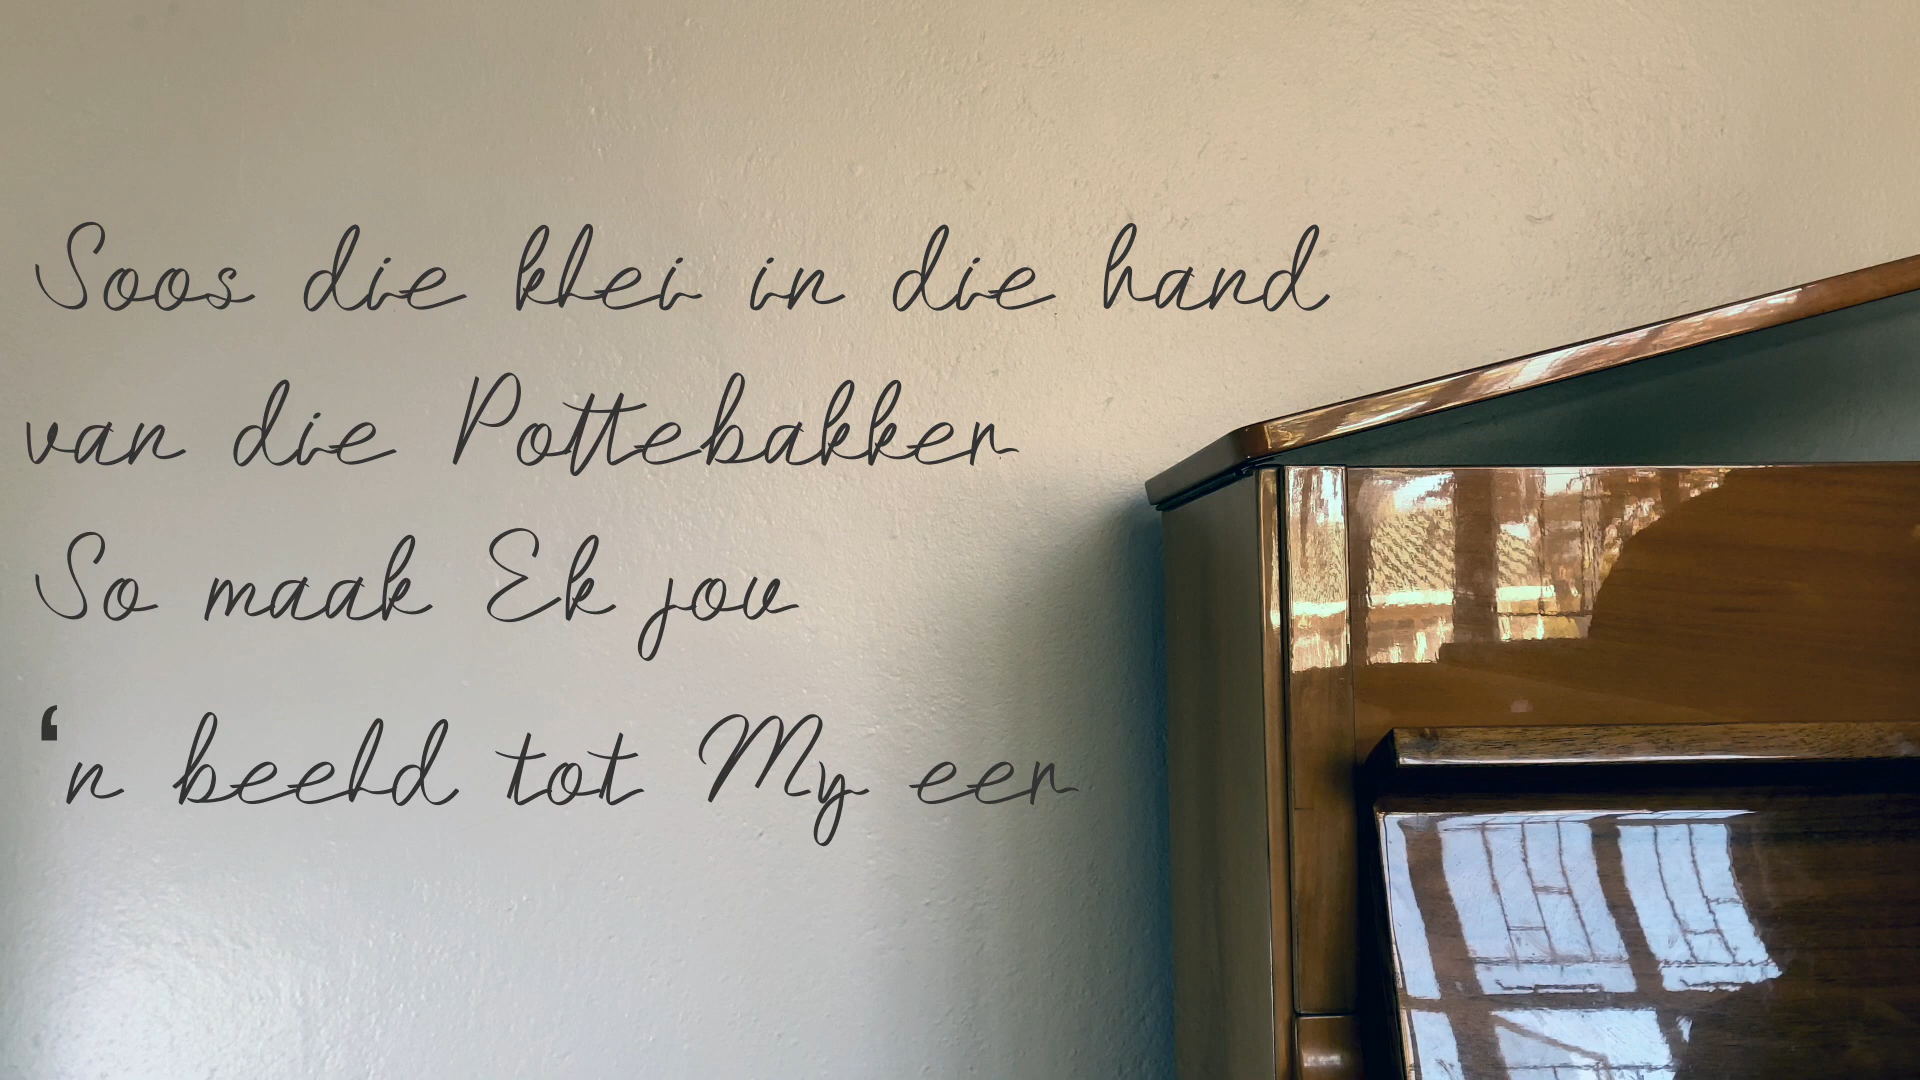 Soos die klei in die hand
van die Pottebakker
So maak Ek jou
‘n beeld tot My eer